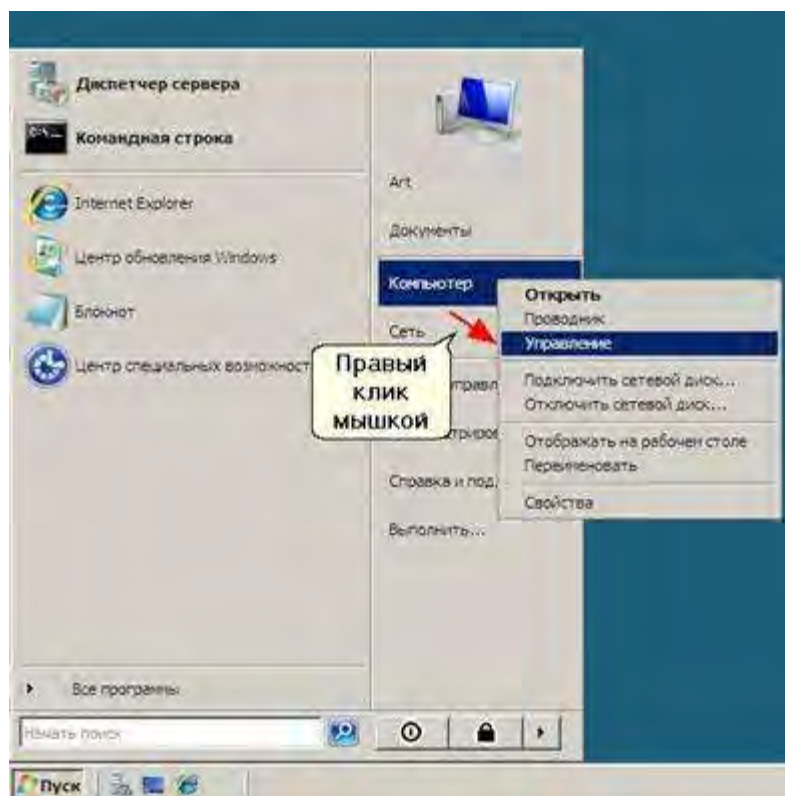 Диспетчер сервера
Командная строка
Internet Explorer
Центр обновления Windows
Блокнот
Центр специальных возможност
Все программы
Начать поиск
Art
Документы
Компьютер
Сеть
управл
Справка и под
Выполнить...
Правый
клик
мышкой
Открыть
Проводник
Управление
Подключить сетевой диск...
Отключить сетевой диск...
Отображать на рабочем столе
Переименовать
Свойства
Пуск